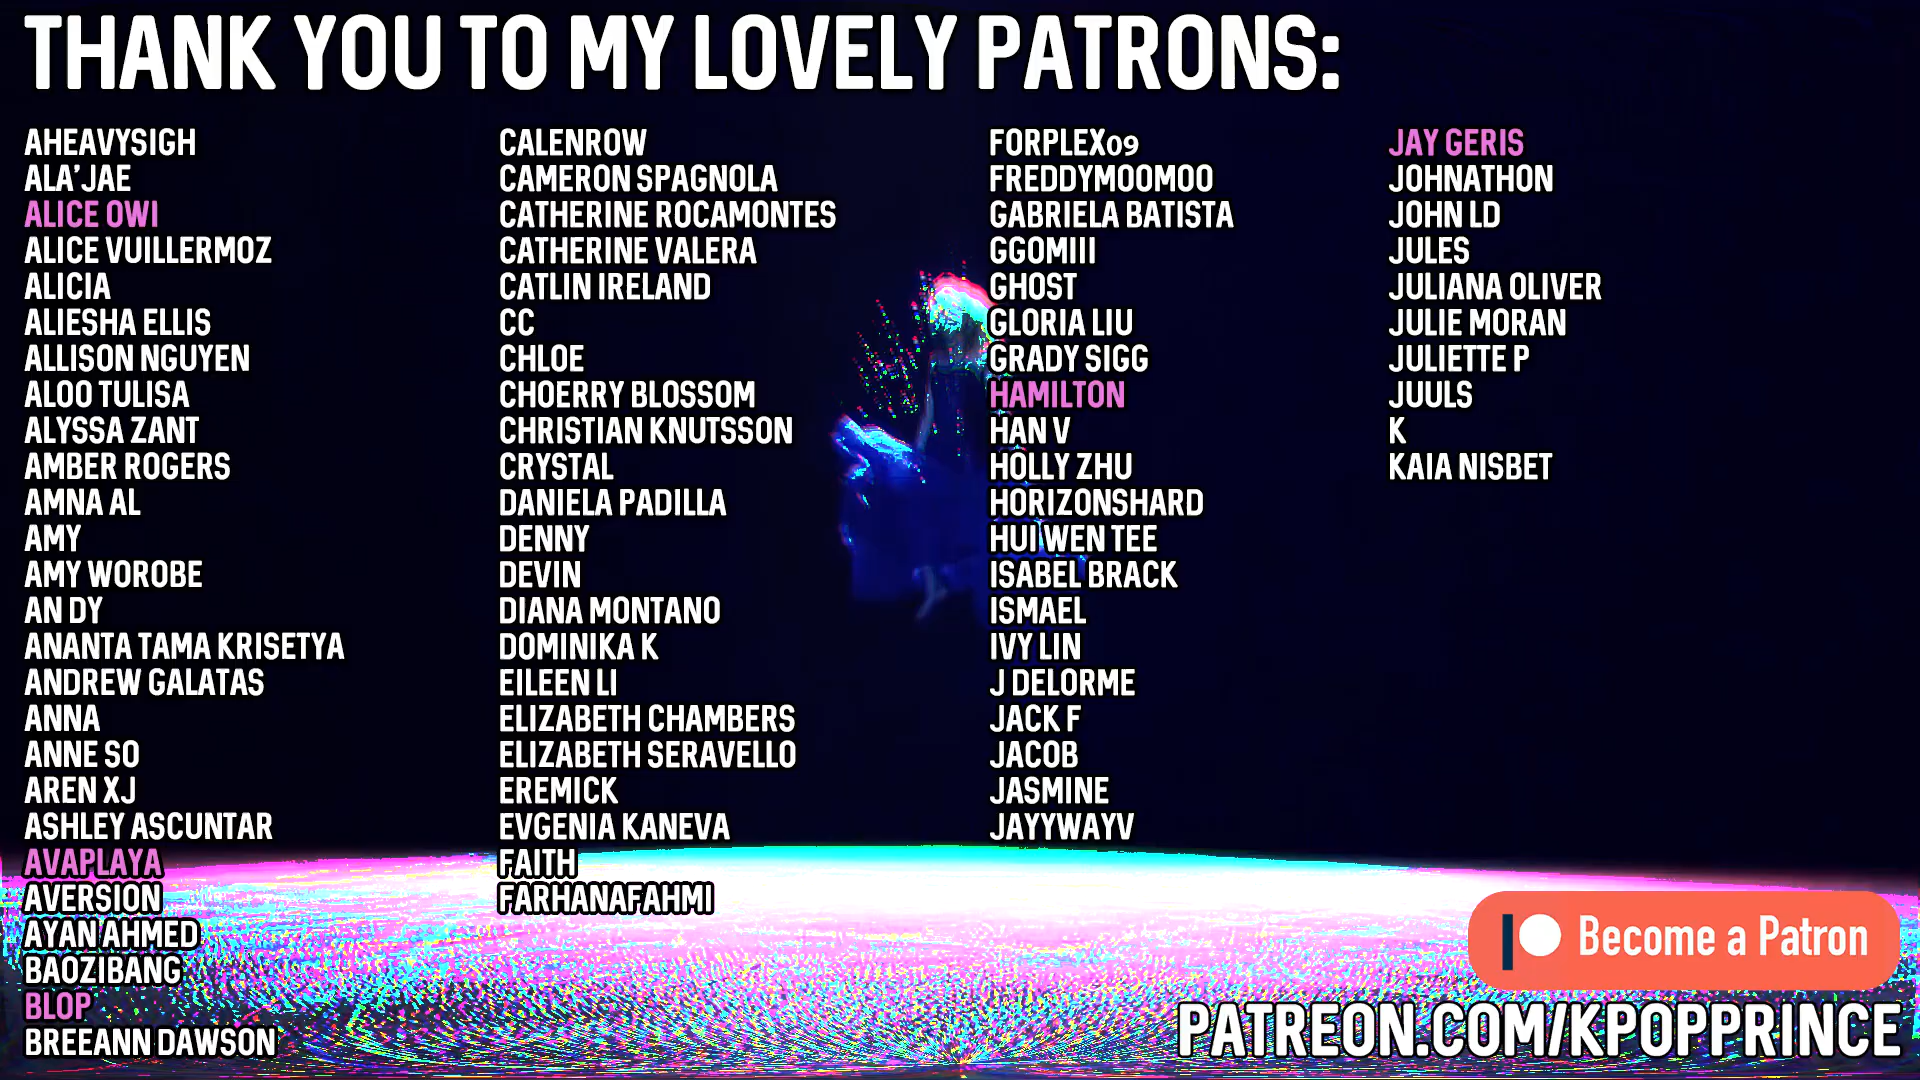 THANK YOU TO MY LOVELY PATRONS:
AHEAVYSIGH
ALA'JAE
ALICE OWI
ALICE VUILLERMOZ
ALICIA
ALIESHA ELLIS
ALLISON NGUYEN
ALOO TULISA
ALYSSA ZANT
AMBER ROGERS
AMNA AL
AMY
AMY WOROBE
AN DY
ANANTA TAMA KRISETYA
ANDREW GALATAS
ANNA
ANNE SO
AREN XJ
ASHLEY ASCUNTAR
AVAPLAYA
AVERSION
AYAN AHMED
BAOZIBANG
BLOP
BREEANN DAWSON
CALENROW
CAMERON SPAGNOLA
CATHERINE ROCAMONTES
CATHERINE VALERA
CATLIN IRELAND
CC
CHLOE
CHOERRY BLOSSOM
CHRISTIAN KNUTSSON
CRYSTAL
DANIELA PADILLA
DENNY
DEVIN
DIANA MONTANO
DOMINIKA K
EILEEN LI
ELIZABETH CHAMBERS
ELIZABETH SERAVELLO
EREMICK
EVGENIA KANEVA
FAITH
FARHANAFAHMI
FORPLEX09
FREDDYMOOMOO
GABRIELA BATISTA
GGOMIII
GHOST
GLORIA LIU
GRADY SIGG
HAMILTON
HAN V
HOLLY ZHU
HORIZONSHARD
HUI WEN TEE
ISABEL BRACK
ISMAEL
IVY LIN
J DELORME
JACK F
JACOB
JASMINE
JAYYWAYV
JAY GERIS
JOHNATHON
JOHN LD
JULES
JULIANA OLIVER
JULIE MORAN
JULIETTE P
JUULS
K
KAIA NISBET
Become a Patron
PATREON.COM/KPOPPRINCE